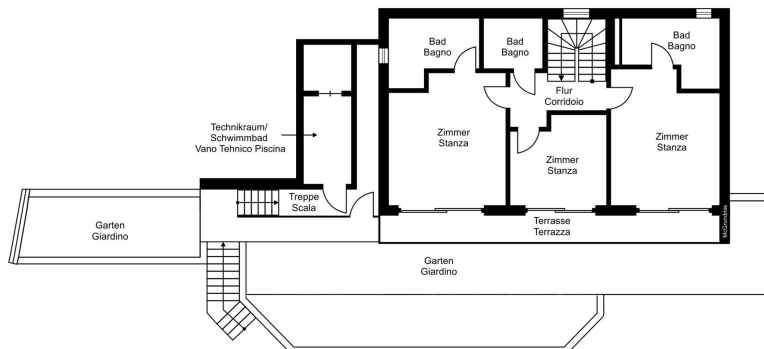 Bad
Bagno
Bad
Bagno
Bad
Bagno
Flur
Corridoio
Technikraum/
Schwimmbad
Vano Tehnico Piscina
Zimmer
Stanza
Zimmer
Stanza
Zimmer
Stanza
Treppe
Scala
Garten
Giardino
Terrasse
Terrazza
McGrundriss
Garten
Giardino